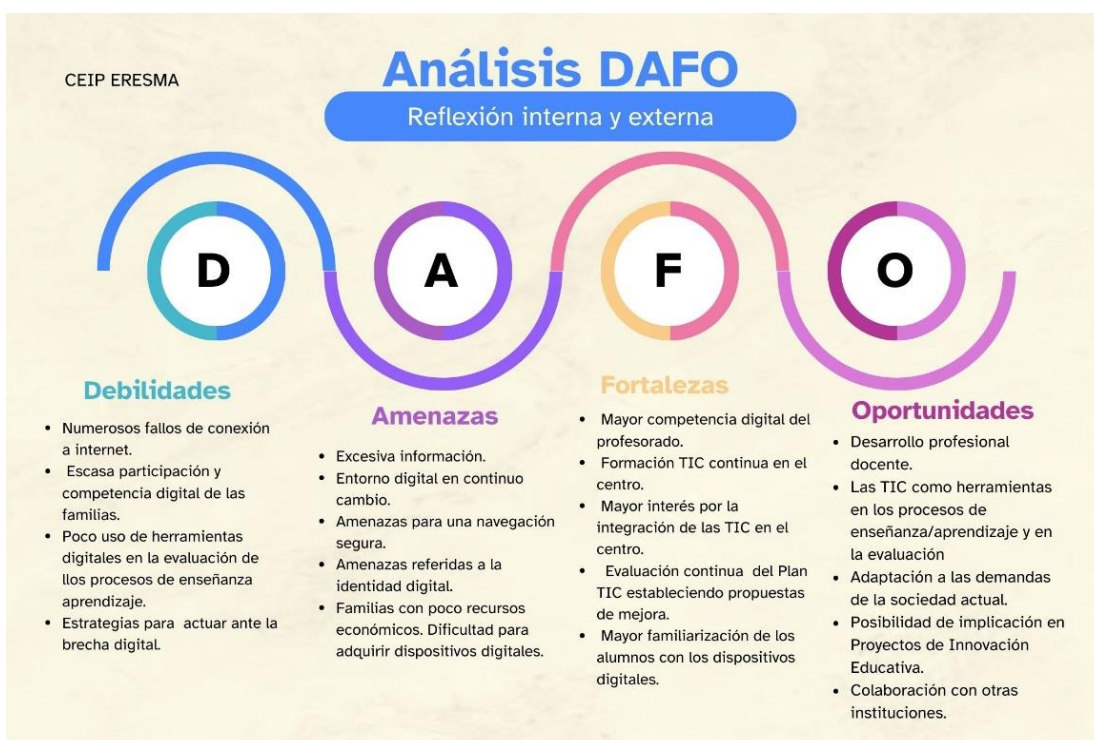 CEIP ERESMA
Análisis DAFO
Reflexión interna y externa
D
A
F
O
Debilidades
• Numerosos fallos de conexión
a internet.
• Escasa participación y
competencia digital de las
familias.
• Poco uso de herramientas
digitales en la evaluación de
llos procesos de enseñanza
aprendizaje.
• Estrategias para actuar ante la
brecha digital.
Amenazas
• Excesiva información.
• Entorno digital en continuo
cambio.
• Amenazas para una navegación
segura.
• Amenazas referidas a la
identidad digital.
• Familias con poco recursos
económicos. Dificultad para
adquirir dispositivos digitales.
Fortalezas
• Mayor competencia digital del
profesorado.
• Formación TIC continua en el
centro.
• Mayor interés por la
integración de las TIC en el
centro.
• Evaluación continua del Plan
TIC estableciendo propuestas
de mejora.
• Mayor familiarización de los
alumnos con los dispositivos
digitales.
Oportunidades
• Desarrollo profesional
docente.
• Las TIC como herramientas
en los procesos de
enseñanza/aprendizaje y en
la evaluación
• Adaptación a las demandas
de la sociedad actual.
• Posibilidad de implicación en
Proyectos de Innovación
Educativa.
• Colaboración con otras
instituciones.